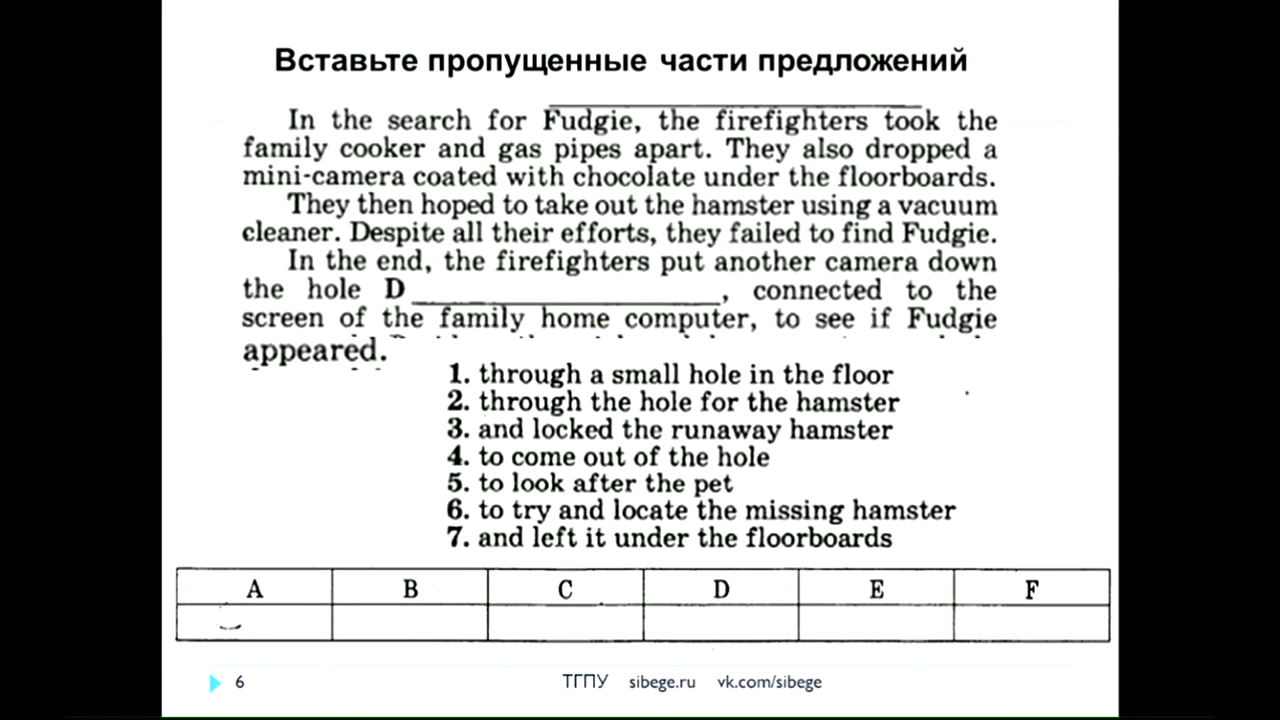 Вставьте пропущенные части предложений
In the search for Fudgie, the firefighters took the
family cooker and gas pipes apart. They also dropped a
mini-camera coated with chocolate under the floorboards.
They then hoped to take out the hamster using a vacuum
cleaner. Despite all their efforts, they failed to find Fudgie.
In the end, the firefighters put another camera down
the hole D ____________________, connected to the
screen of the family home computer, to see if Fudgie
appeared.
1. through a small hole in the floor
2. through the hole for the hamster
3. and locked the runaway hamster
4. to come out of the hole
5. to look after the pet
6. to try and locate the missing hamster
7. and left it under the floorboards
A B C D E F
6 ТГПУ sibege.ru vk.com/sibege